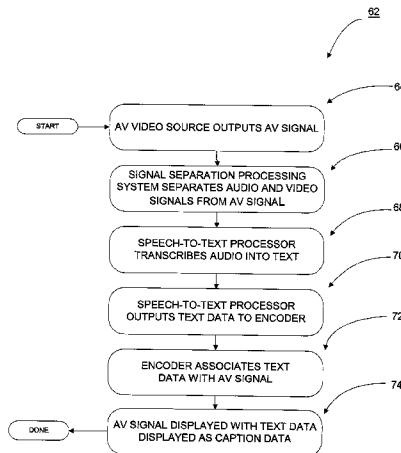 62
64
START
AV VIDEO SOURCE OUTPUTS AV SIGNAL
66
SIGNAL SEPARATION PROCESSING
SYSTEM SEPARATES AUDIO AND VIDEO
SIGNALS FROM AV SIGNAL
68
SPEECH-TO-TEXT PROCESSOR
TRANSCRIBES AUDIO INTO TEXT
70
SPEECH-TO-TEXT PROCESSOR
OUTPUTS TEXT DATA TO ENCODER
72
ENCODER ASSOCIATES TEXT
DATA WITH AV SIGNAL
74
AV SIGNAL DISPLAYED WITH TEXT DATA
DISPLAYED AS CAPTION DATA
DONE